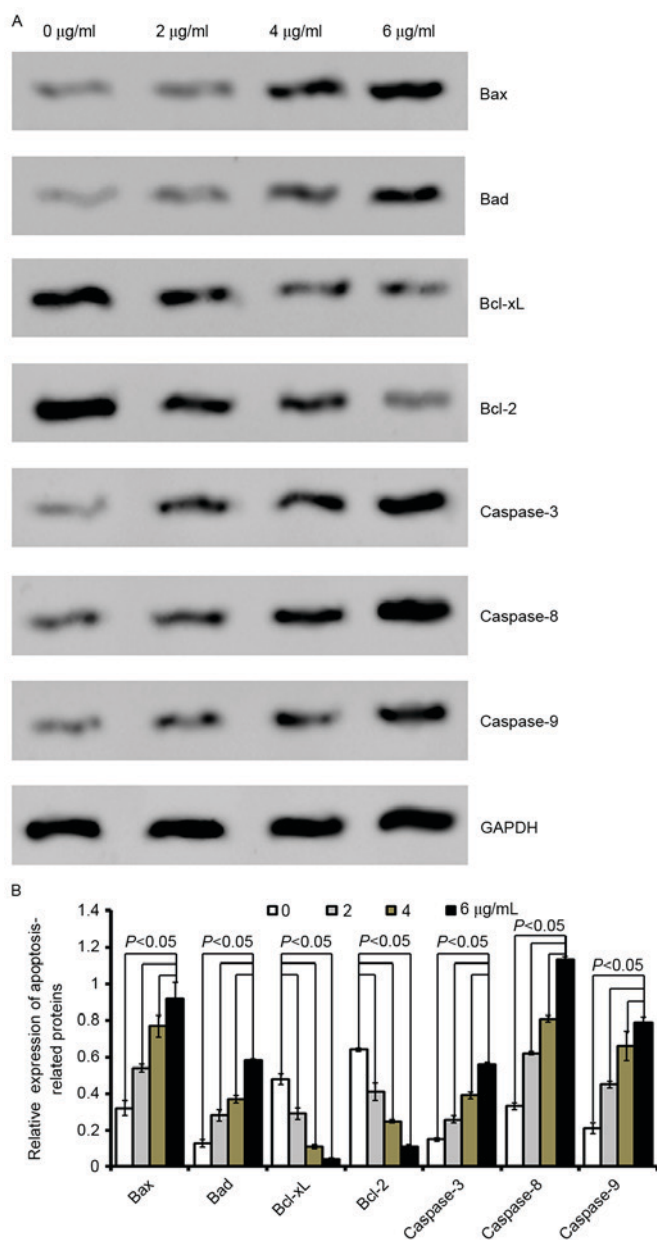 A
0 μg/ml 2 μg/ml 4 μg/ml 6 μg/ml
Bax
Bad
Bcl-xL
Bcl-2
Caspase-3
Caspase-8
Caspase-9
GAPDH
B
Relative expression of apoptosis-
related proteins
1.4
1.2
1
0.8
0.6
0.4
0.2
0
0 2 4 6 μg/mL
P<0.05 P<0.05 P<0.05 P<0.05 P<0.05 P<0.05 P<0.05
Bax Bad Bcl-xL Bcl-2 Caspase-3 Caspase-8 Caspase-9